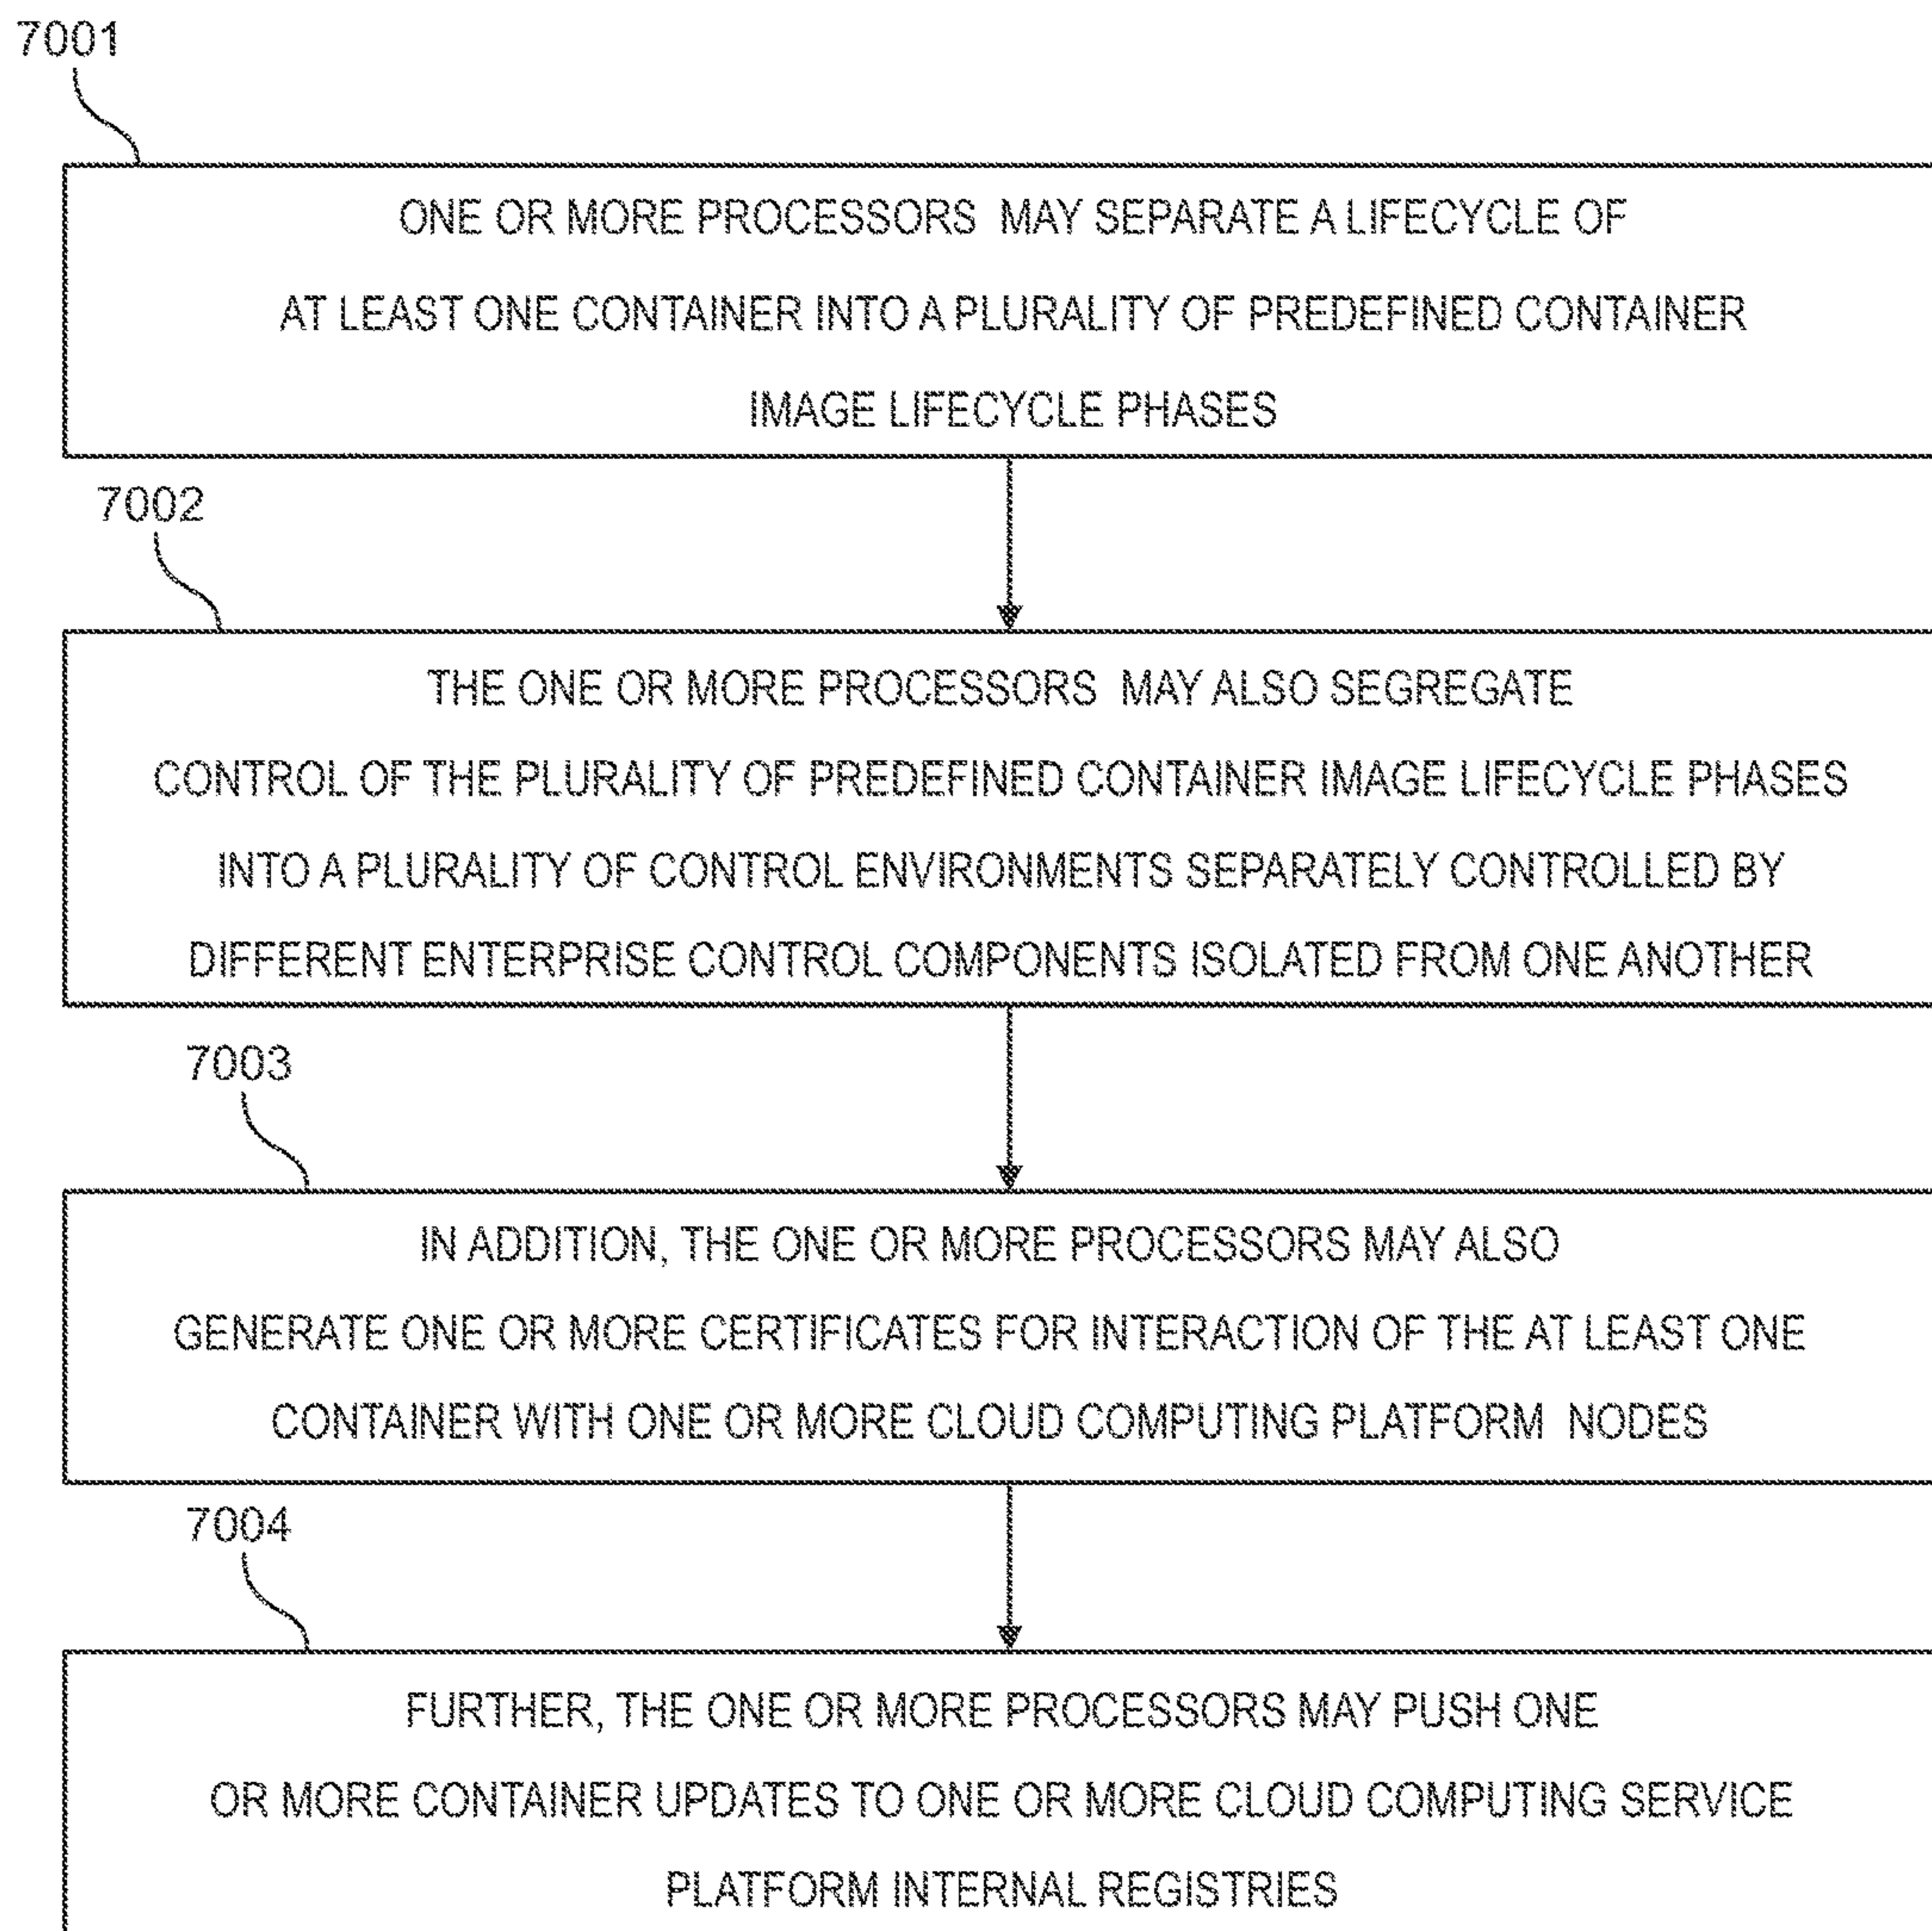 7001
ONE OR MORE PROCESSORS MAY SEPARATE A LIFECYCLE OF
AT LEAST ONE CONTAINER INTO A PLURALITY OF PREDEFINED CONTAINER
IMAGE LIFECYCLE PHASES
7002
THE ONE OR MORE PROCESSORS MAY ALSO SEGREGATE
CONTROL OF THE PLURALITY OF PREDEFINED CONTAINER IMAGE LIFECYCLE PHASES
INTO A PLURALITY OF CONTROL ENVIRONMENTS SEPARATELY CONTROLLED BY
DIFFERENT ENTERPRISE CONTROL COMPONENTS ISOLATED FROM ONE ANOTHER
7003
IN ADDITION, THE ONE OR MORE PROCESSORS MAY ALSO
GENERATE ONE OR MORE CERTIFICATES FOR INTERACTION OF THE AT LEAST ONE
CONTAINER WITH ONE OR MORE CLOUD COMPUTING PLATFORM NODES
7004
FURTHER, THE ONE OR MORE PROCESSORS MAY PUSH ONE
OR MORE CONTAINER UPDATES TO ONE OR MORE CLOUD COMPUTING SERVICE
PLATFORM INTERNAL REGISTRIES